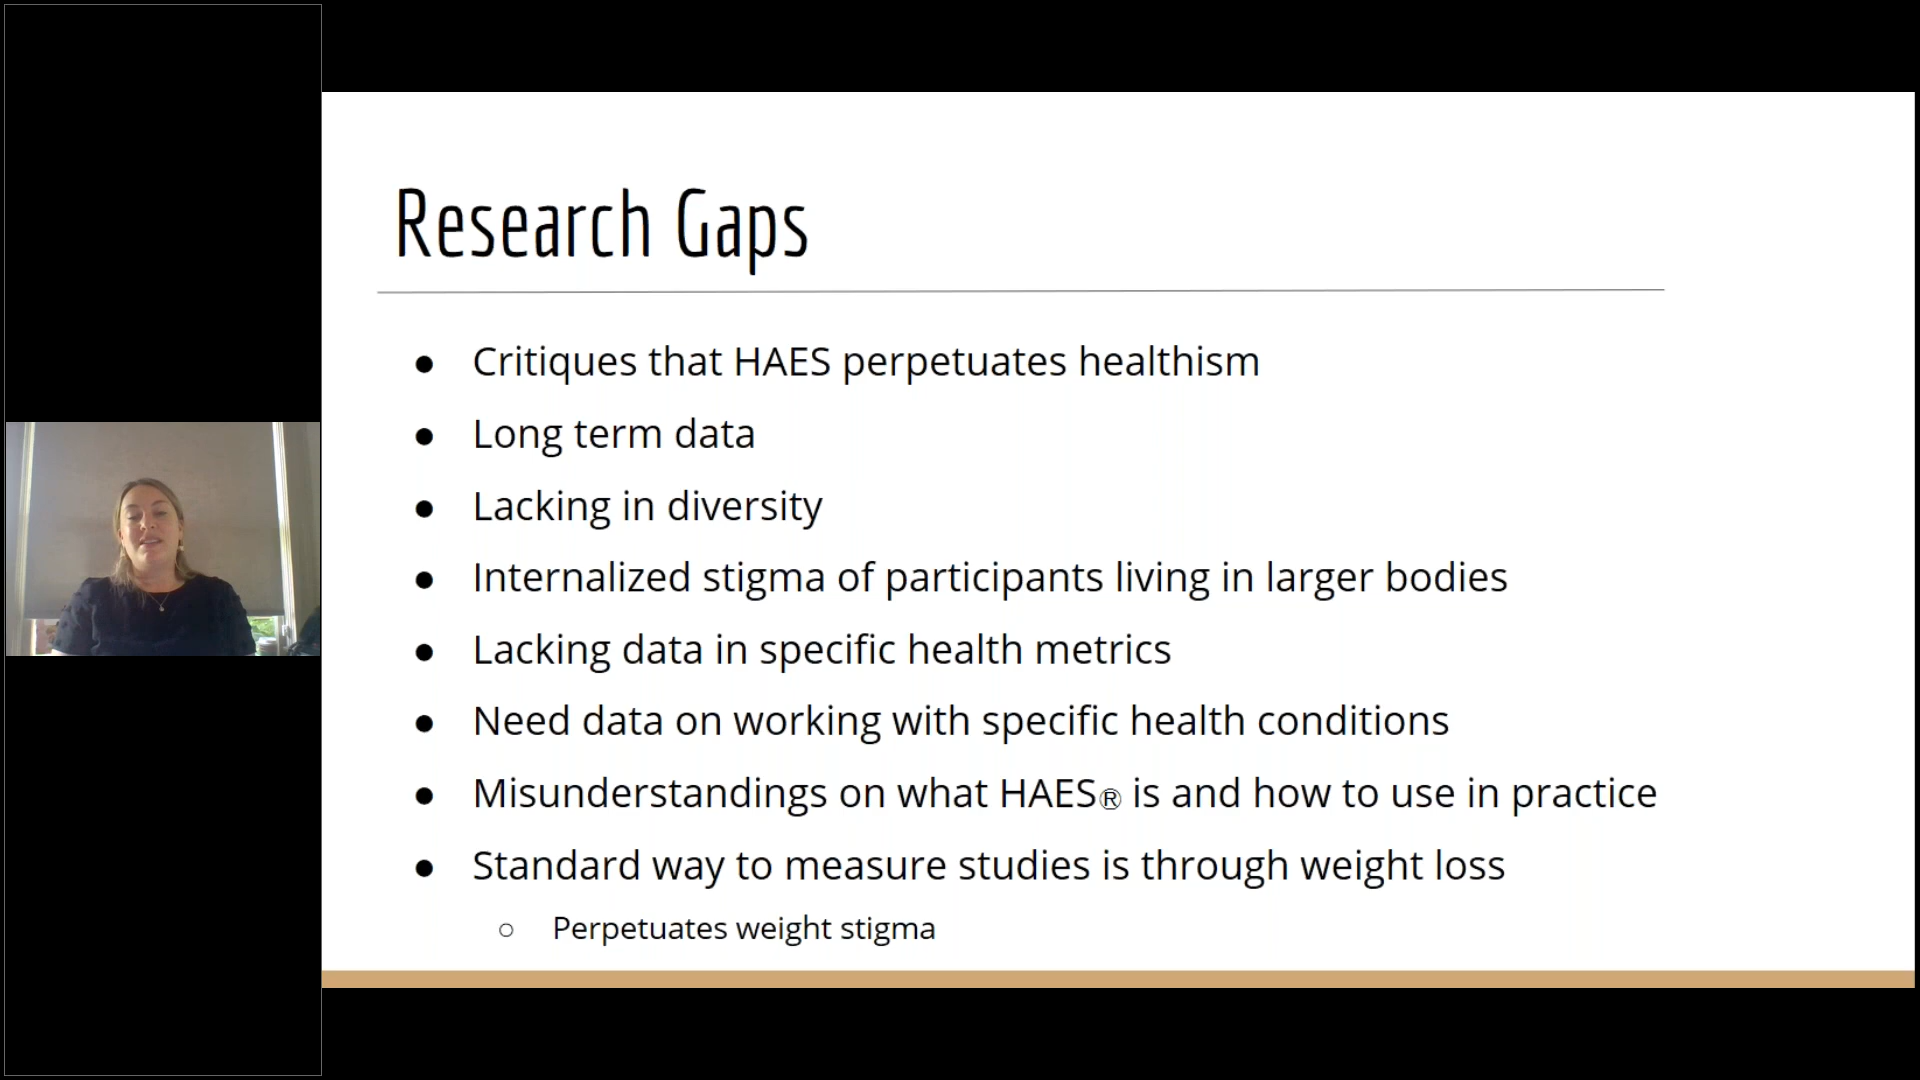 Research Gaps
● Critiques that HAES perpetuates healthism
● Long term data
● Lacking in diversity
● Internalized stigma of participants living in larger bodies
● Lacking data in specific health metrics
● Need data on working with specific health conditions
● Misunderstandings on what HAES® is and how to use in practice
● Standard way to measure studies is through weight loss
○ Perpetuates weight stigma